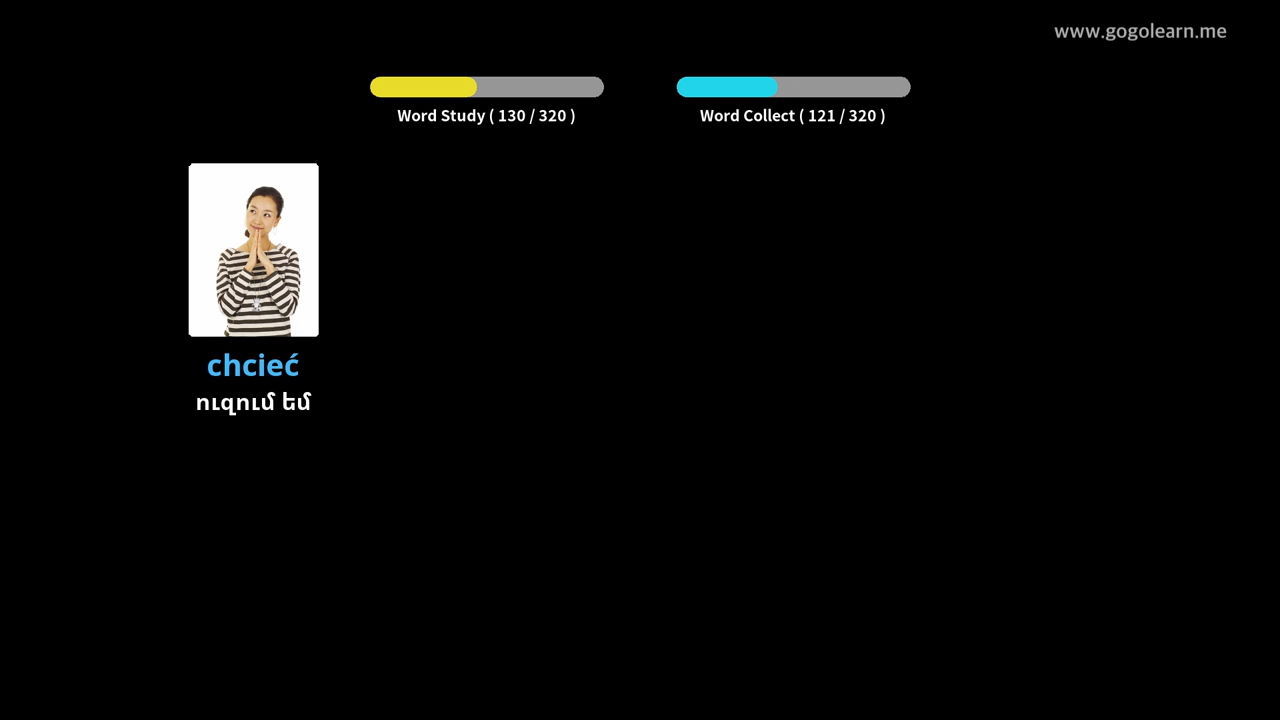 www.gogolearn.me
Word Study ( 130 / 320 )
Word Collect ( 121 / 320 )
chcieć
ուզում եմ